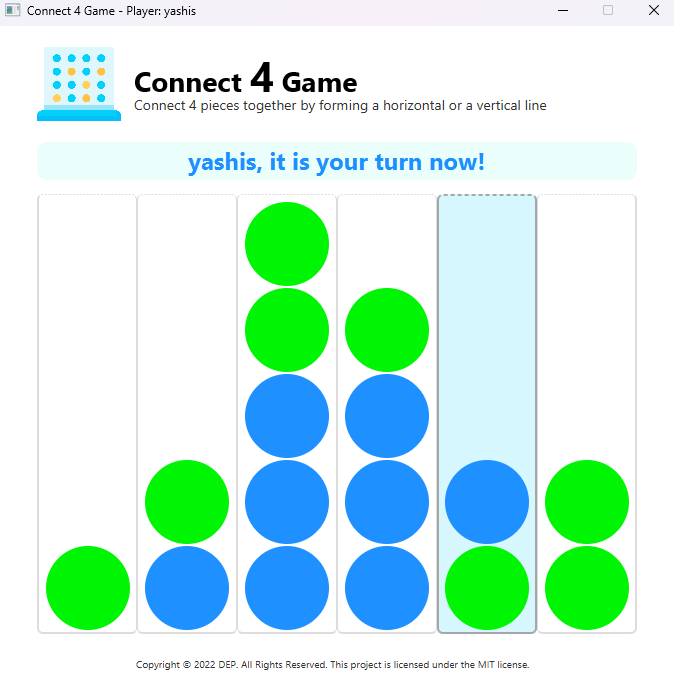 Connect 4 Game - Player: yashis
Connect 4 Game
Connect 4 pieces together by forming a horizontal or a vertical line
yashis, it is your turn now!
Copyright © 2022 DEP. All Rights Reserved. This project is licensed under the MIT license.